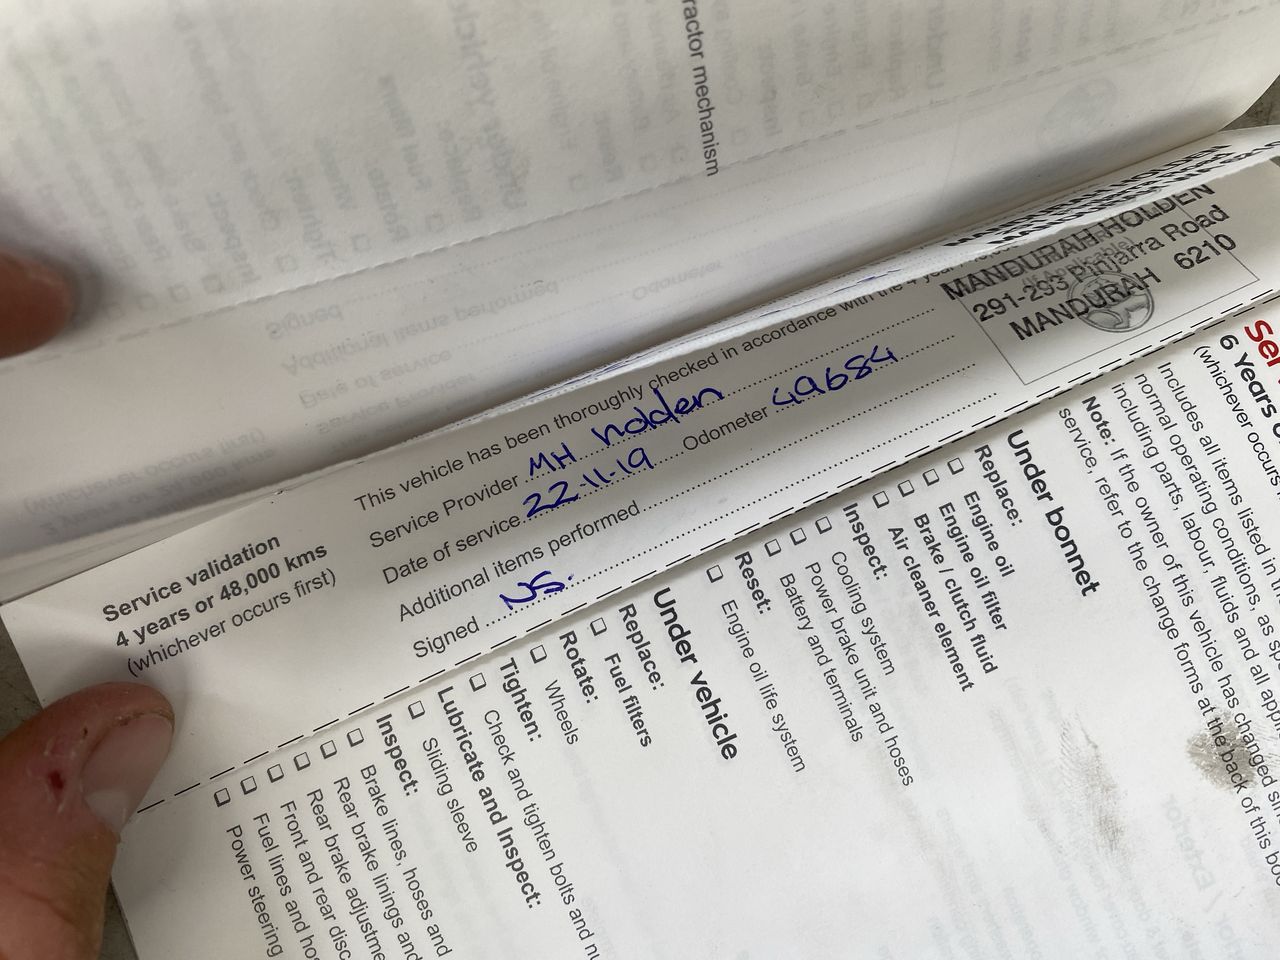 ractor mechanism
Service validation
4 years or 48,000 kms
(whichever occurs first)
This vehicle has been thoroughly checked in accordance with the 4 year
Service Provider MH Holden
Date of service 22-11-19 Odometer 49684
Additional items performed
Signed NS.
MANDURAH HOLDEN
291-293 Pinjarra Road
MANDURAH 6210
Ser
6 Years
(whichever occurs
Includes all items listed in
normal operating conditions, as sp
including parts, labour, fluids and all app
Note: If the owner of this vehicle has changed sin
service, refer to the change forms at the back of this boo
Under bonnet
Replace:
Engine oil
Engine oil filter
Brake / clutch fluid
Air cleaner element
Inspect:
Cooling system
Power brake unit and hoses
Battery and terminals
Reset:
Engine oil life system
Under vehicle
Replace:
Fuel filters
Rotate:
Wheels
Tighten:
Check and tighten bolts and nu
Lubricate and Inspect:
Sliding sleeve
Inspect:
Brake lines, hoses and
Rear brake linings and
Rear brake adjustme
Front and rear disc
Fuel lines and ho
Power steering